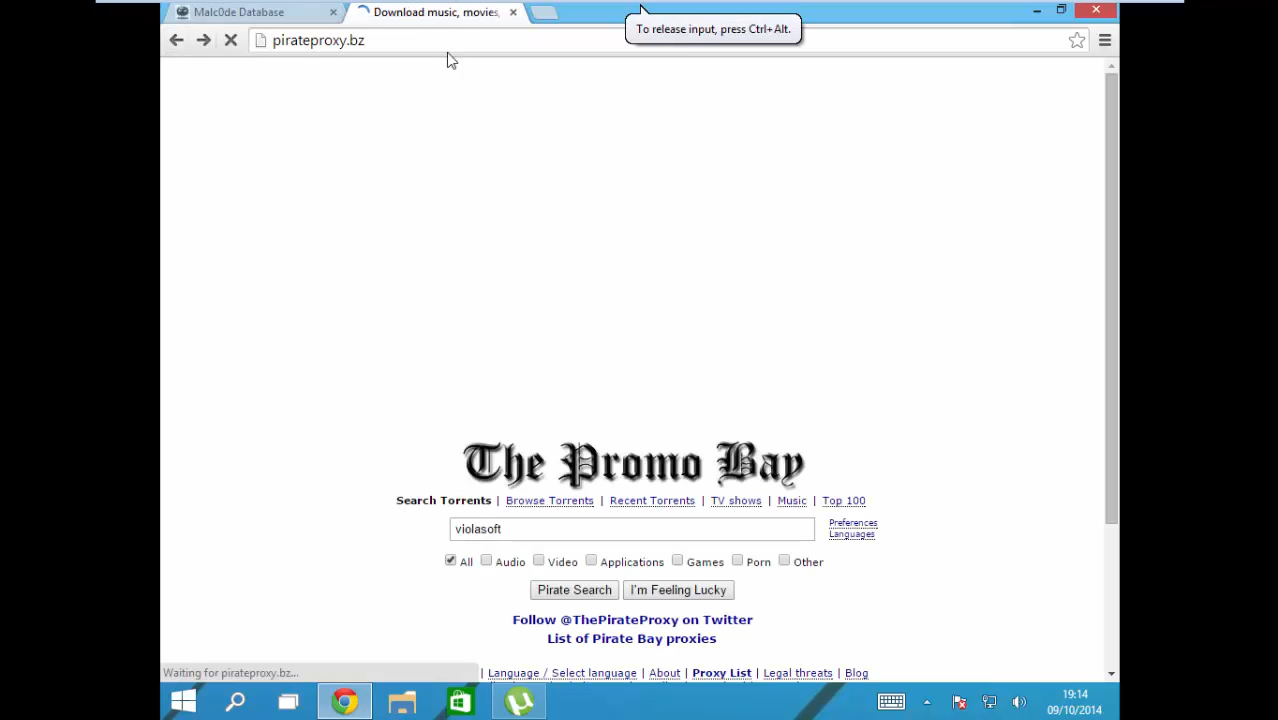 Malc0de Database
Download music, movies,
To release input, press Ctrl+Alt.
pirateproxy.bz
The Promo Bay
Search Torrents | Browse Torrents | Recent Torrents | TV shows | Music | Top 100
violasoft
Preferences
Languages
All Audio Video Applications Games Porn Other
Pirate Search I'm Feeling Lucky
Follow @ThePirateProxy on Twitter
List of Pirate Bay proxies
Waiting for pirateproxy.bz...
| Language / Select language | About | Proxy List | Legal threats | Blog
19:14
09/10/2014